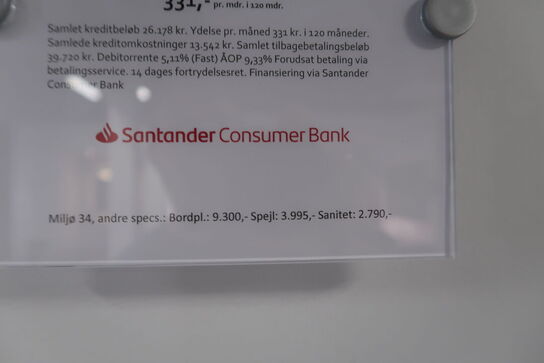 331,- pr. mdr. i 120 mdr.
Samlet kreditbeløb 26.178 kr. Ydelse pr. måned 331 kr. i 120 måneder.
Samlede kreditomkostninger 13.542 kr. Samlet tilbagebetalingsbeløb
39.720 kr. Debitorrente 5,11% (Fast) ÅOP 9,33% Forudsat betaling via
betalingsservice. 14 dages fortrydelsesret. Finansiering via Santander
Consumer Bank
Santander Consumer Bank
Miljø 34, andre specs.: Bordpl.: 9.300,- Spejl: 3.995,- Sanitet: 2.790,-